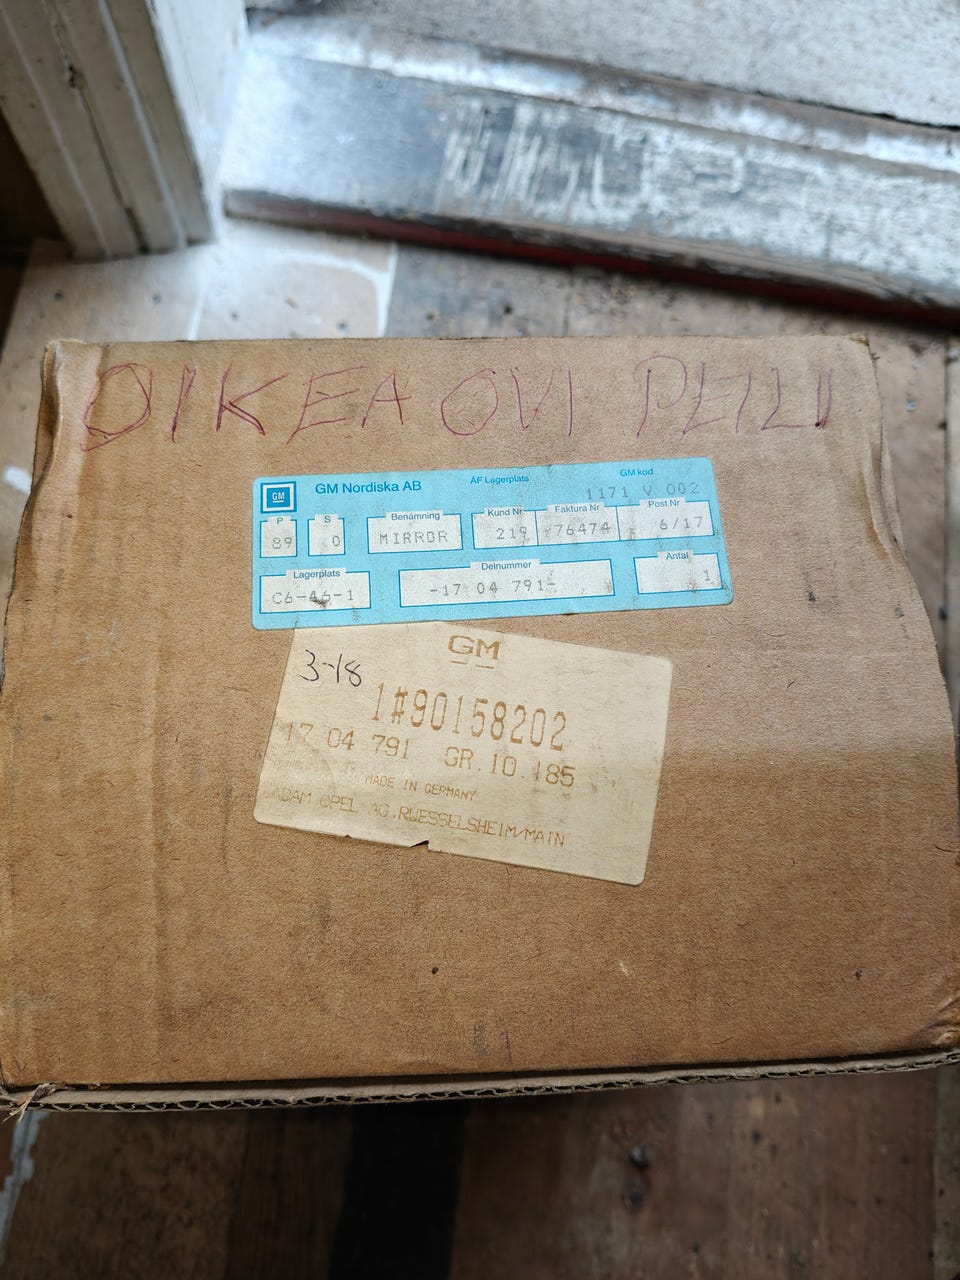 OIKEA OVI PEILI
GM
GM Nordiska AB
AF Lagerplats
GM kod
1171 V 002
P
S
Benämning
Kund Nr
Faktura Nr
Post Nr
89
0
MIRROR
219
76474
6/17
Lagerplats
Delnummer
Antal
C6-46-1
-17 04 791-
1
GM
3-18
1#90158202
17 04 791 GR.10.185
MADE IN GERMANY
ADAM OPEL AG.RUESSELSHEIM/MAIN